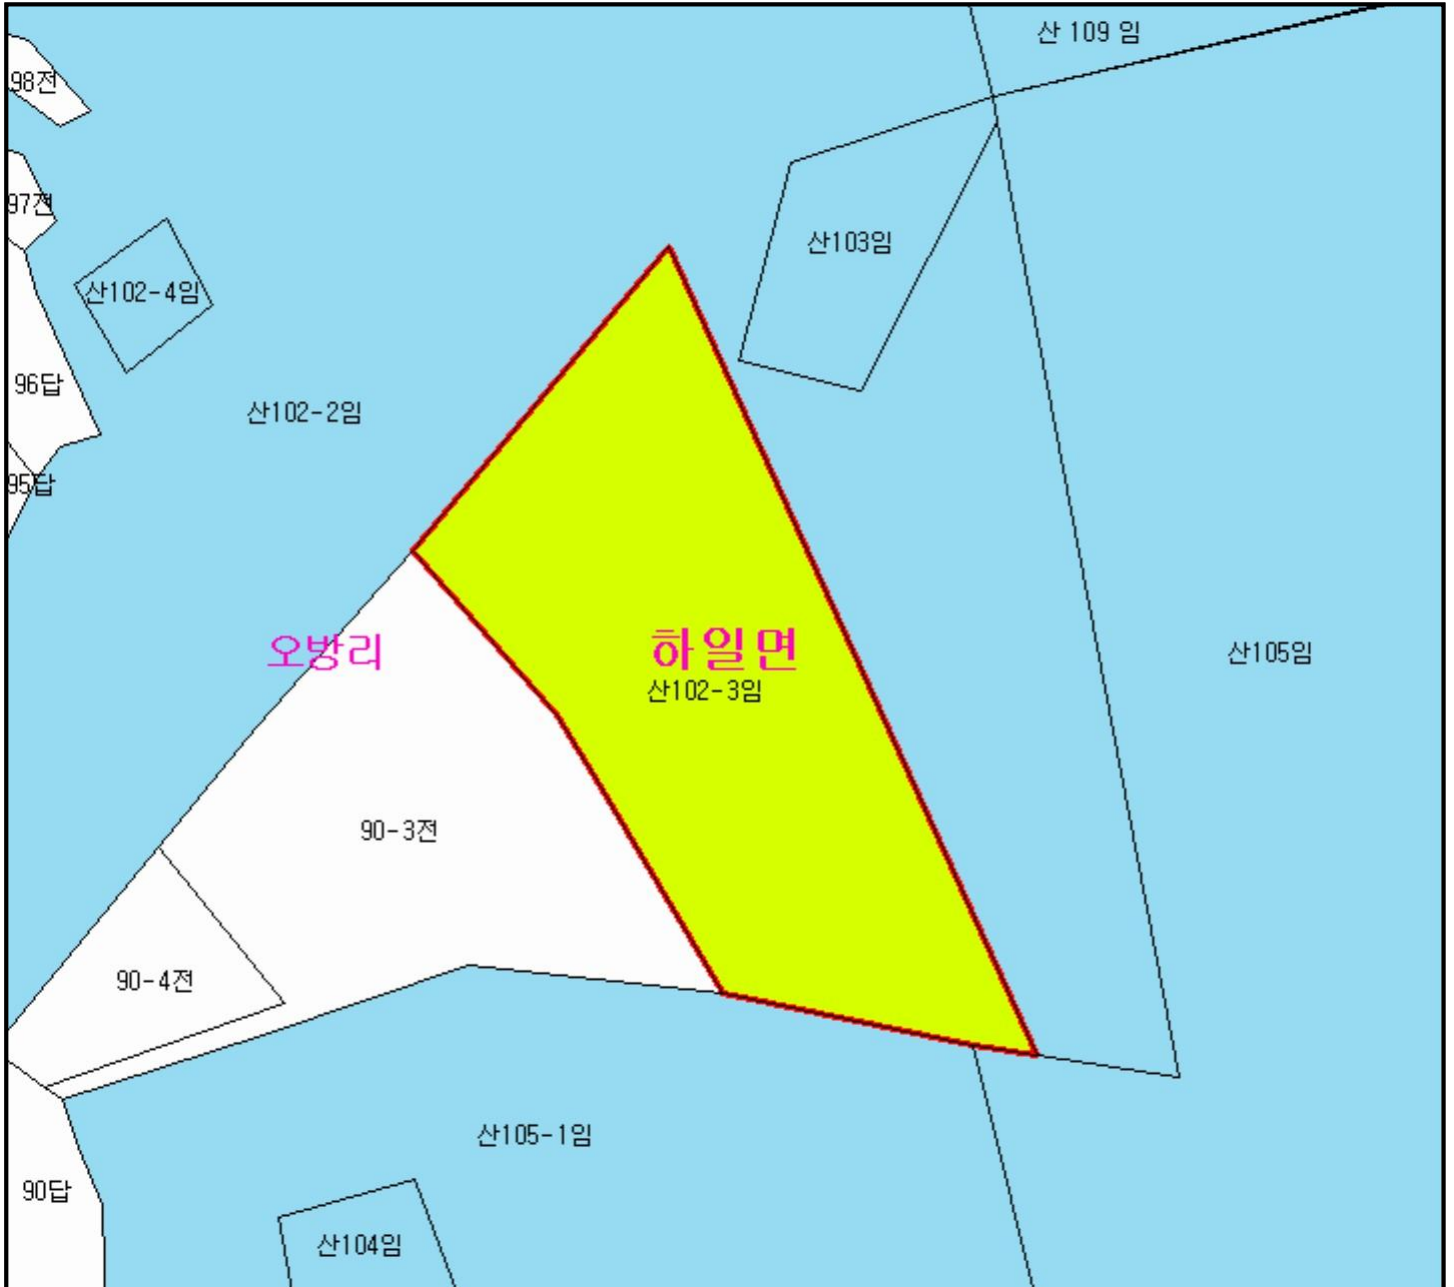 산 109 임
98전
97전
산103임
산102-4임
96답
산102-2임
95답
오방리
하일면
산102-3임
산105임
90-3전
90-4전
산105-1임
90답
산104임